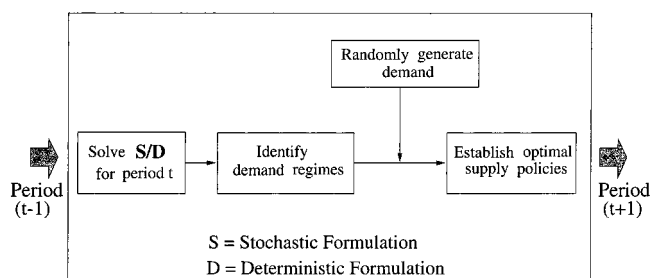 Randomly generate
demand
Solve S/D
for period t
Identify
demand regimes
Establish optimal
supply policies
Period
(t-1)
Period
(t+1)
S = Stochastic Formulation
D = Deterministic Formulation